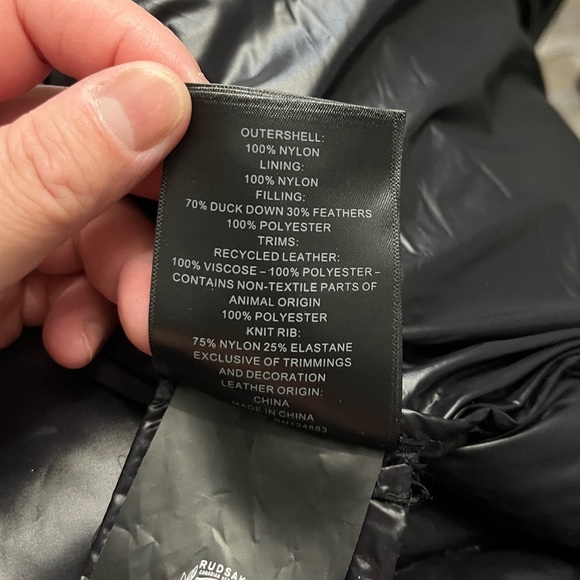 OUTERSHELL:
100% NYLON
LINING:
100% NYLON
FILLING:
70% DUCK DOWN 30% FEATHERS
100% POLYESTER
TRIMS:
RECYCLED LEATHER:
100% VISCOSE – 100% POLYESTER –
CONTAINS NON-TEXTILE PARTS OF
ANIMAL ORIGIN
100% POLYESTER
KNIT RIB:
75% NYLON 25% ELASTANE
EXCLUSIVE OF TRIMMINGS
AND DECORATION
LEATHER ORIGIN:
CHINA
MADE IN CHINA
RUDSAK
CANADIAN